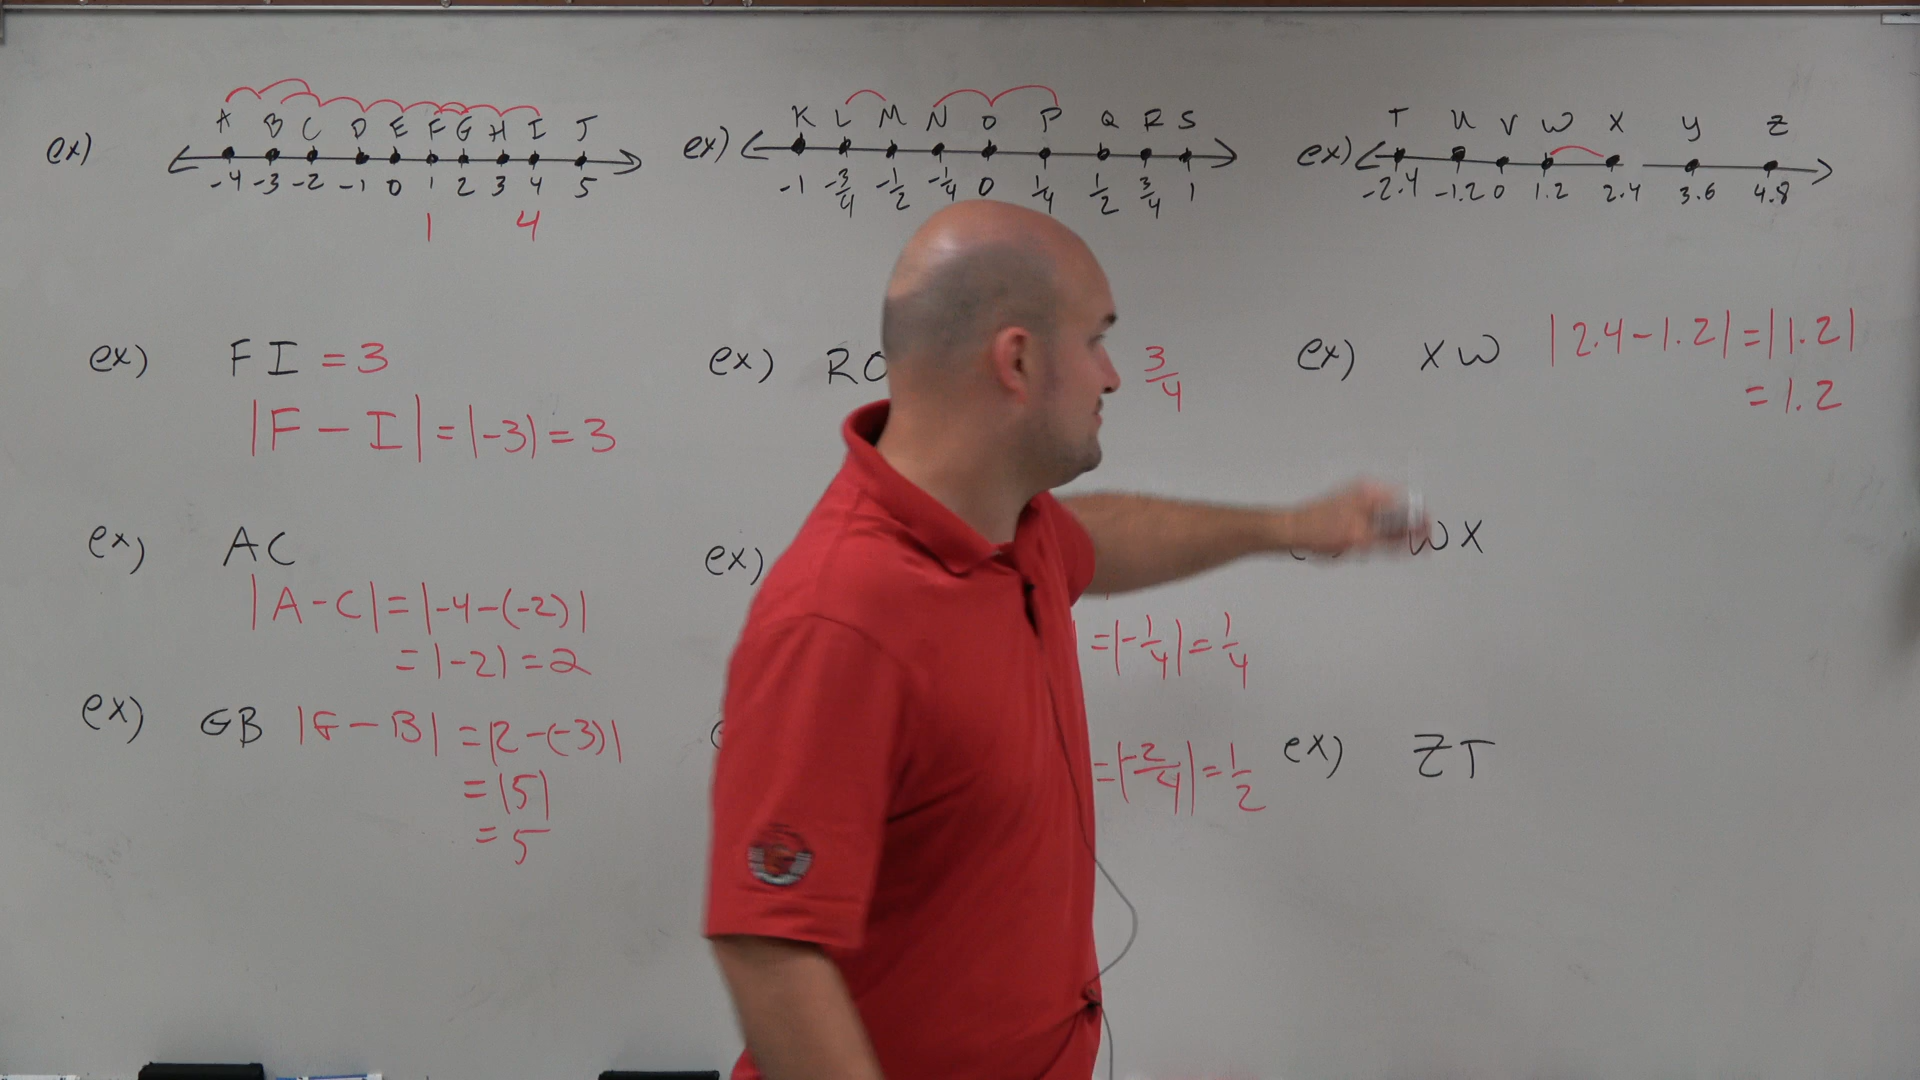 ex) A B C D E F G H I J
-4 -3 -2 -1 0 1 2 3 4 5
1 4
ex) F I = 3
|F - I| = |-3| = 3
ex) AC
|A - C| = |-4 - (-2)|
= |-2| = 2
ex) GB |G - B| = |2 - (-3)|
= |5|
= 5
ex) K L M N O P Q R S
-1 -3/4 -1/2 -1/4 0 1/4 1/2 3/4 1
ex) RO 3/4
ex)
= |-1/4| = 1/4
= |-2/4| = 1/2
ex) T U V W X Y Z
-2.4 -1.2 0 1.2 2.4 3.6 4.8
ex) XW |2.4 - 1.2| = |1.2|
= 1.2
WX
ex) ZT